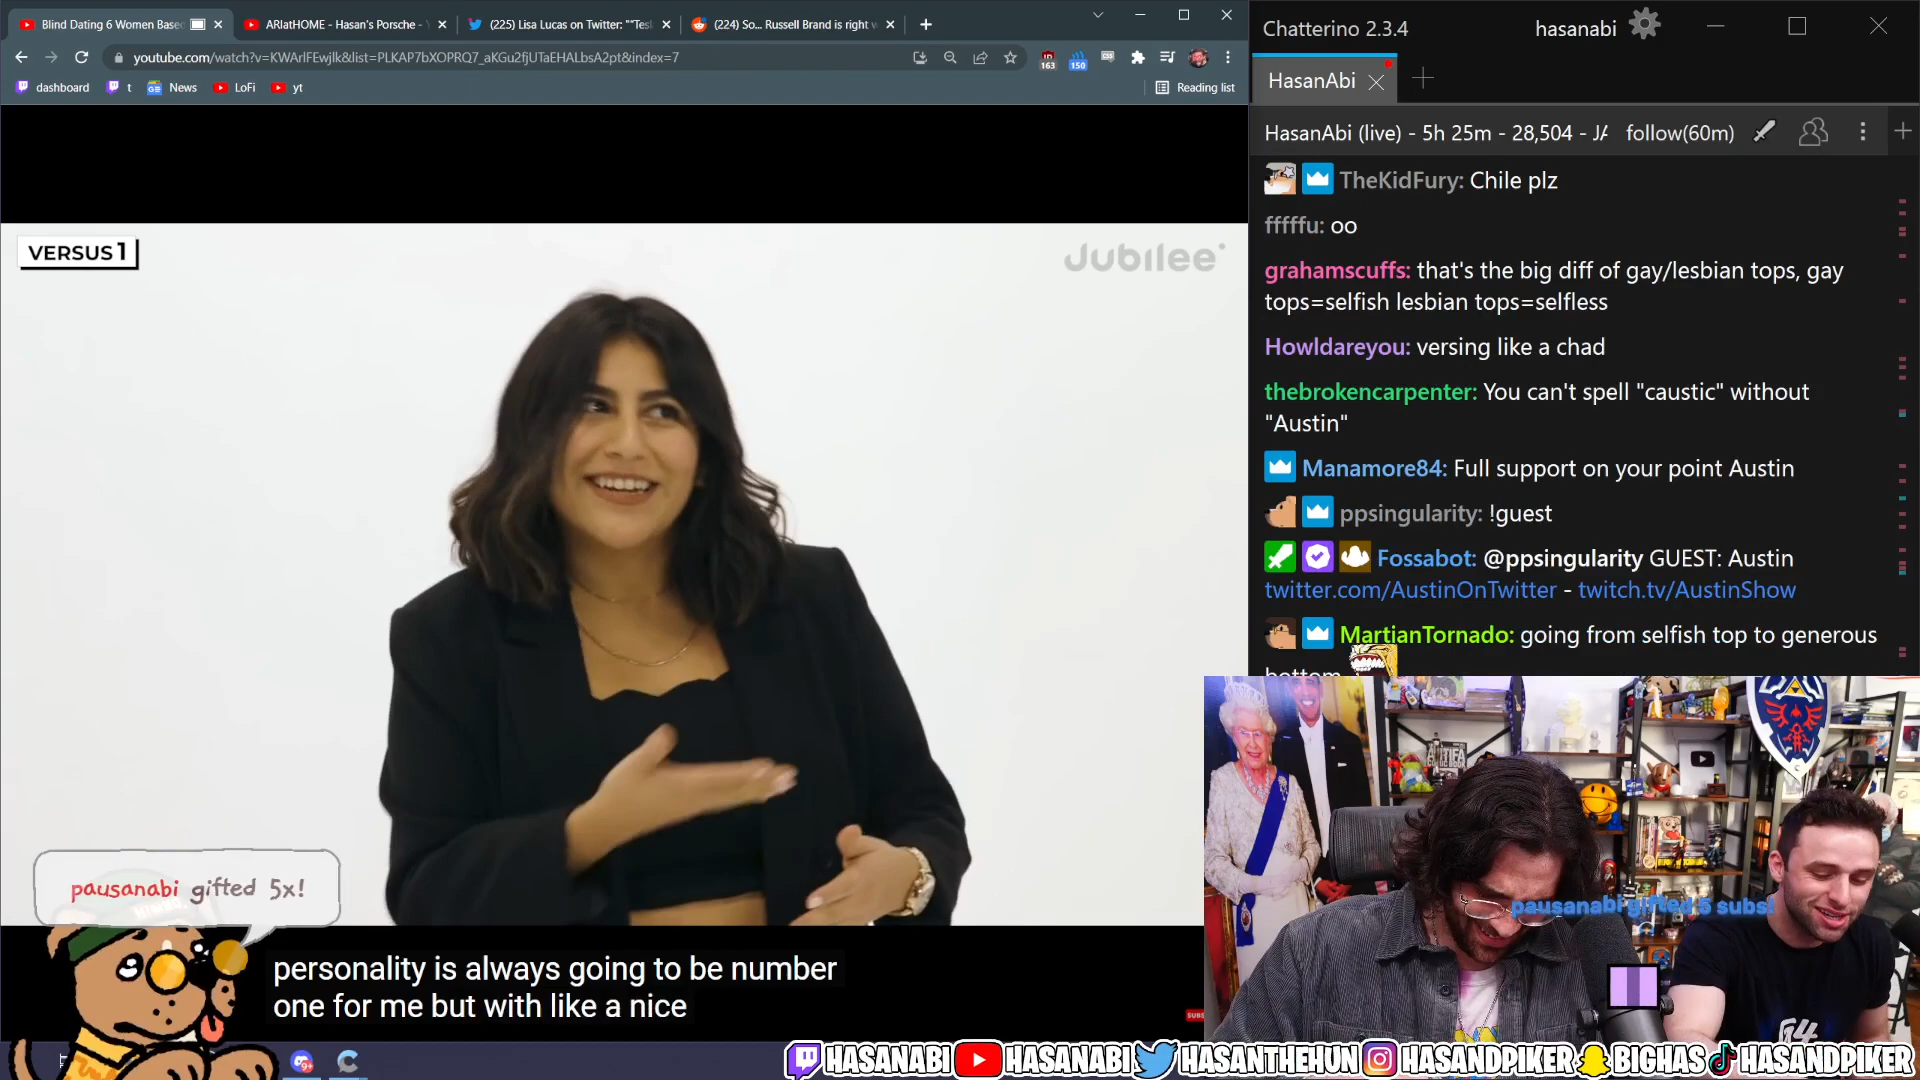 Blind Dating 6 Women Based
ARIatHOME - Hasan's Porsche - Y
(225) Lisa Lucas on Twitter: ""Tesl
(224) So... Russell Brand is right w
youtube.com/watch?v=KWArlFEwjlk&list=PLKAP7bXOPRQ7_aKGu2fjUTaEHALbsA2pt&index=7
163
150
dashboard
t
News
LoFi
yt
Reading list
VERSUS 1
Jubilee
pausanabi gifted 5x!
personality is always going to be number
one for me but with like a nice
Chatterino 2.3.4
hasanabi
HasanAbi
HasanAbi (live) - 5h 25m - 28,504 - JA
follow(60m)
TheKidFury: Chile plz
fffffu: oo
grahamscuffs: that's the big diff of gay/lesbian tops, gay
tops=selfish lesbian tops=selfless
Howldareyou: versing like a chad
thebrokencarpenter: You can't spell "caustic" without
"Austin"
Manamore84: Full support on your point Austin
ppsingularity: !guest
Fossabot: @ppsingularity GUEST: Austin
twitter.com/AustinOnTwitter - twitch.tv/AustinShow
MartianTornado: going from selfish top to generous
bottom
pausanabi gifted 5 subs!
HASANABI HASANABI HASANTHEHUN HASANDPIKER BIGHAS HASANDPIKER